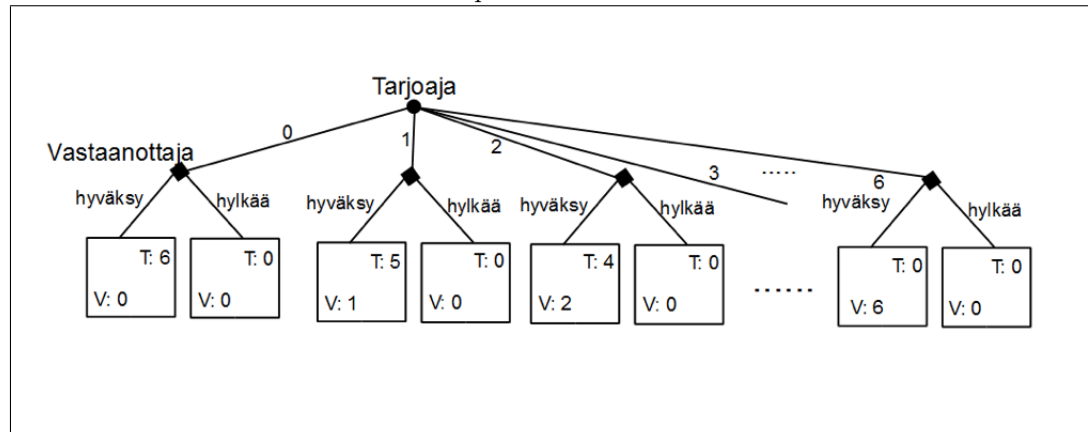 Tarjoaja
0
1
2
3
.....
6
Vastaanottaja
hyväksy hylkää hyväksy hylkää hyväksy hylkää hyväksy hylkää
T: 6 T: 0 T: 5 T: 0 T: 4 T: 0 T: 0 T: 0
V: 0 V: 0 V: 1 V: 0 V: 2 V: 0 ...... V: 6 V: 0